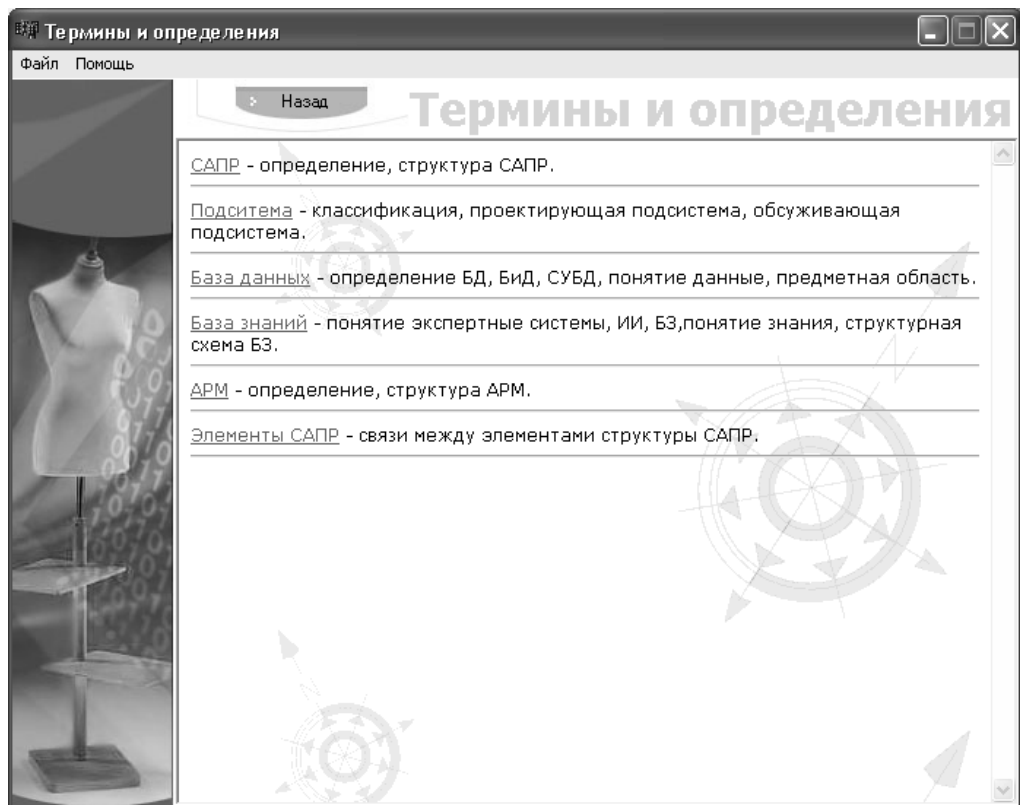 Термины и определения
Файл Помощь
Назад
Термины и определения
САПР - определение, структура САПР.
Подситема - классификация, проектирующая подсистема, обсуживающая
подсистема.
База данных - определение БД, БиД, СУБД, понятие данные, предметная область.
База знаний - понятие экспертные системы, ИИ, БЗ,понятие знания, структурная
схема БЗ.
АРМ - определение, структура АРМ.
Элементы САПР - связи между элементами структуры САПР.